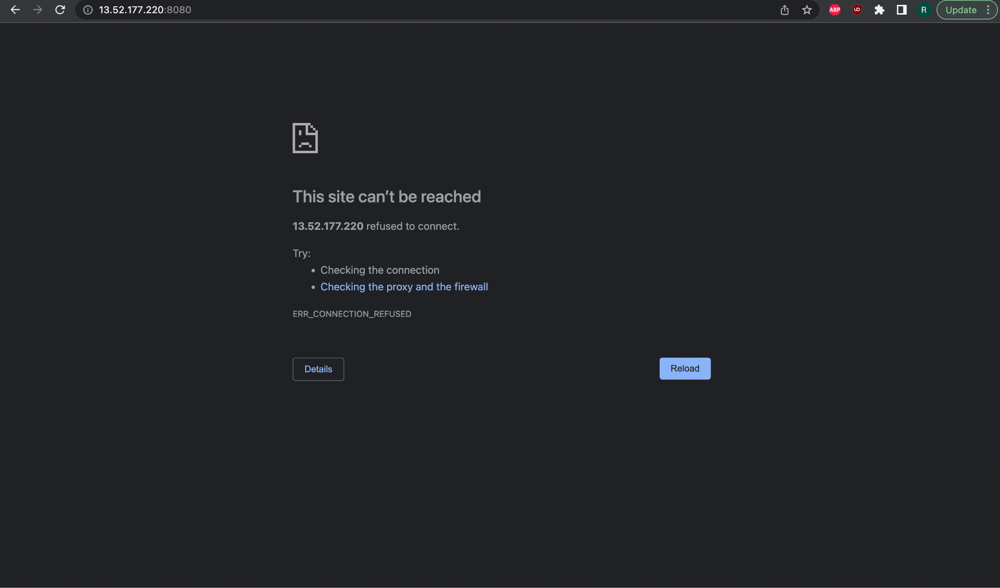 13.52.177.220:8080
ABP
UD
R
Update
This site can’t be reached
13.52.177.220 refused to connect.
Try:
• Checking the connection
• Checking the proxy and the firewall
ERR_CONNECTION_REFUSED
Details
Reload